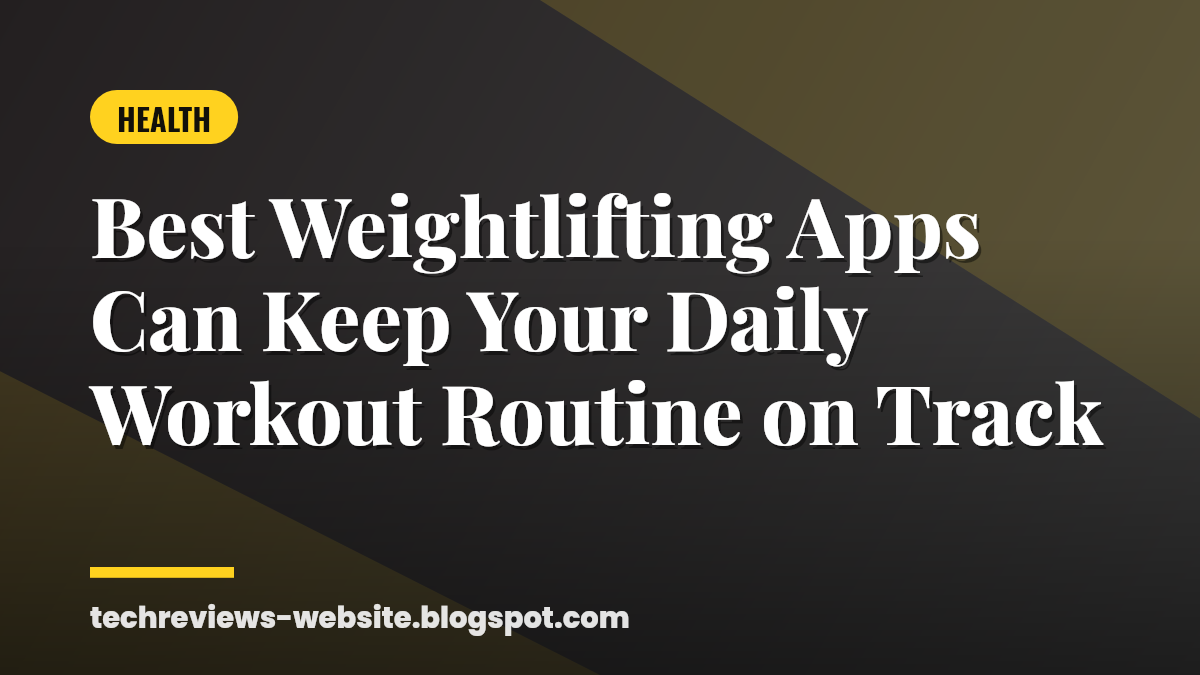 HEALTH
Best Weightlifting Apps
Can Keep Your Daily
Workout Routine on Track
techreviews-website.blogspot.com